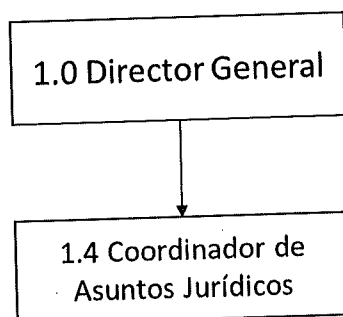 1.0 Director General
1.4 Coordinador de
Asuntos Jurídicos